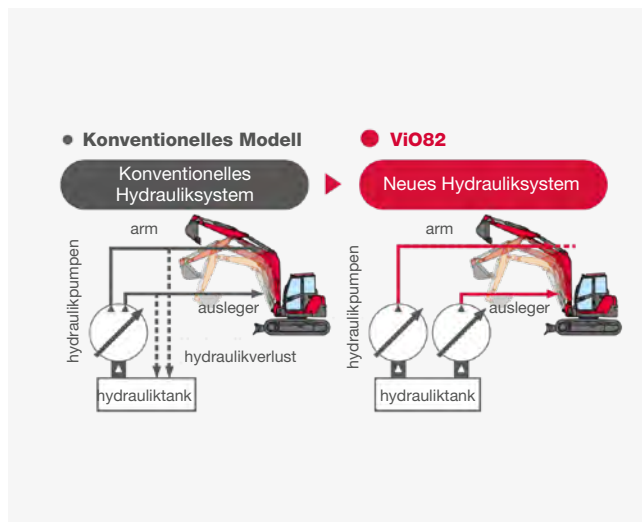 Konventionelles Modell
Konventionelles
Hydrauliksystem
arm
hydraulikpumpen
ausleger
hydraulikverlust
hydrauliktank
ViO82
Neues Hydrauliksystem
arm
hydraulikpumpen
ausleger
hydrauliktank